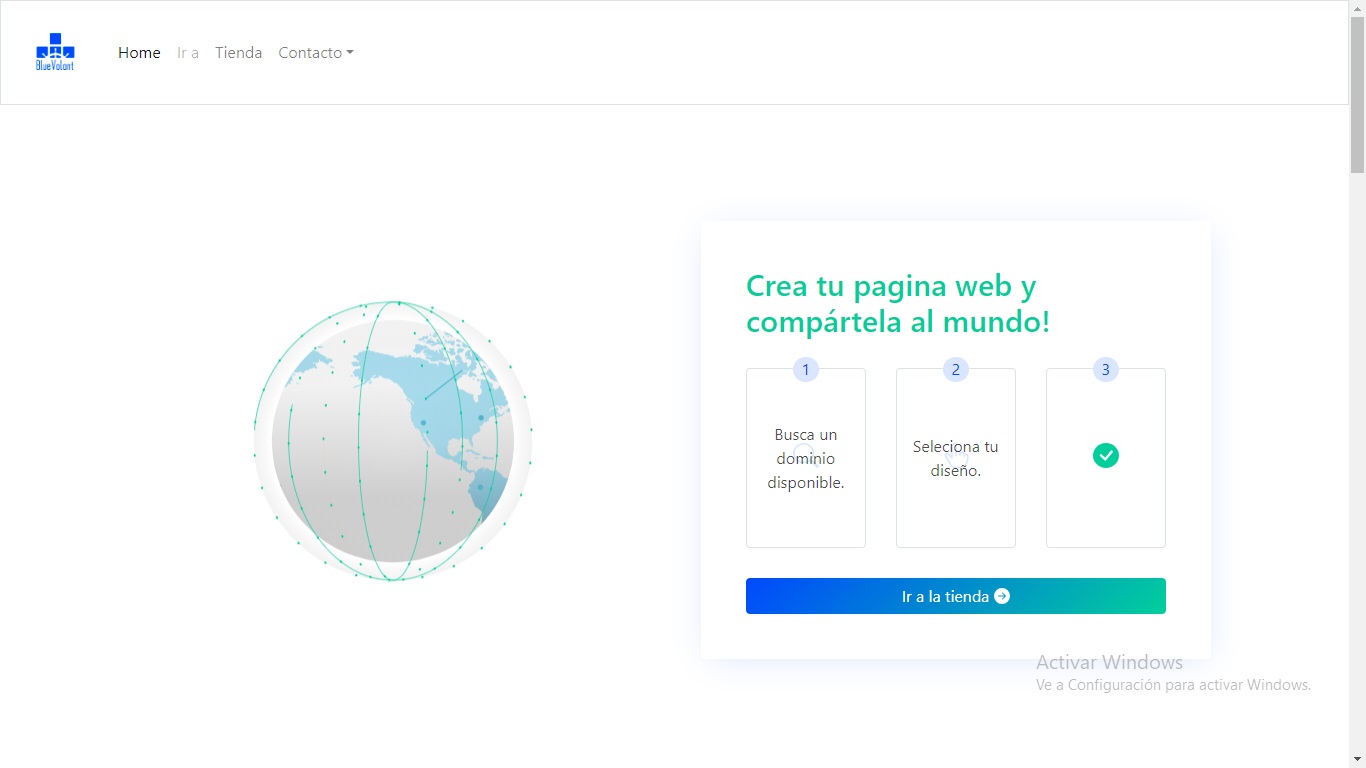 BlueVolant
Home Ir a Tienda Contacto
Crea tu pagina web y
compártela al mundo!
1
Busca un
dominio
disponible.
2
Seleciona tu
diseño.
3
Ir a la tienda
Activar Windows
Ve a Configuración para activar Windows.